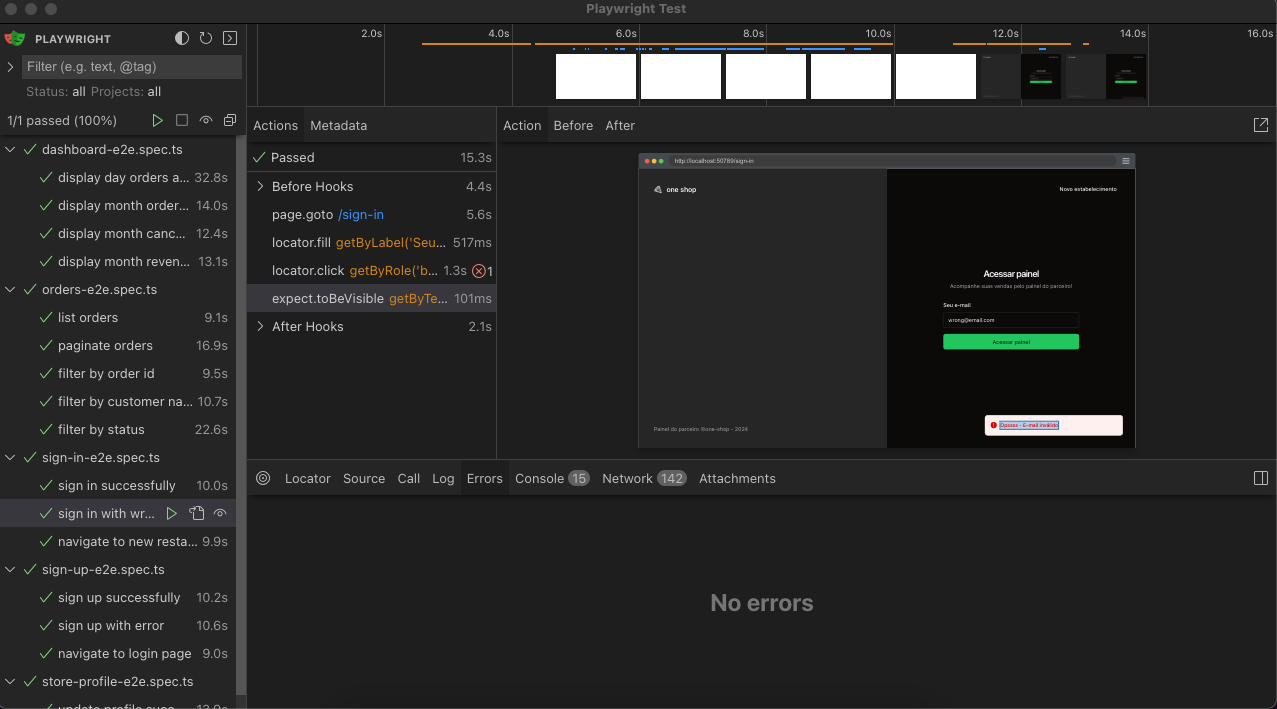 Playwright Test
PLAYWRIGHT
Filter (e.g. text, @tag)
Status: all Projects: all
1/1 passed (100%)
dashboard-e2e.spec.ts
display day orders a... 32.8s
display month order... 14.0s
display month canc... 12.4s
display month reven... 13.1s
orders-e2e.spec.ts
list orders 9.1s
paginate orders 16.9s
filter by order id 9.5s
filter by customer na... 10.7s
filter by status 22.6s
sign-in-e2e.spec.ts
sign in successfully 10.0s
sign in with wr...
navigate to new resta... 9.9s
sign-up-e2e.spec.ts
sign up successfully 10.2s
sign up with error 10.6s
navigate to login page 9.0s
store-profile-e2e.spec.ts
update profile succ... 13.9s
2.0s 4.0s 6.0s 8.0s 10.0s 12.0s 14.0s 16.0s
Actions Metadata
Passed 15.3s
Before Hooks 4.4s
page.goto /sign-in 5.6s
locator.fill getByLabel('Seu... 517ms
locator.click getByRole('b... 1.3s 1
expect.toBeVisible getByTe... 101ms
After Hooks 2.1s
Action Before After
http://localhost:50789/sign-in
one shop
Novo estabelecimento
Acessar painel
Acompanhe suas vendas pelo painel do parceiro!
Seu e-mail
wrong@email.com
Acessar painel
Painel do parceiro @one-shop - 2024
Opssss - E-mail inválido
Locator Source Call Log Errors Console 15 Network 142 Attachments
No errors